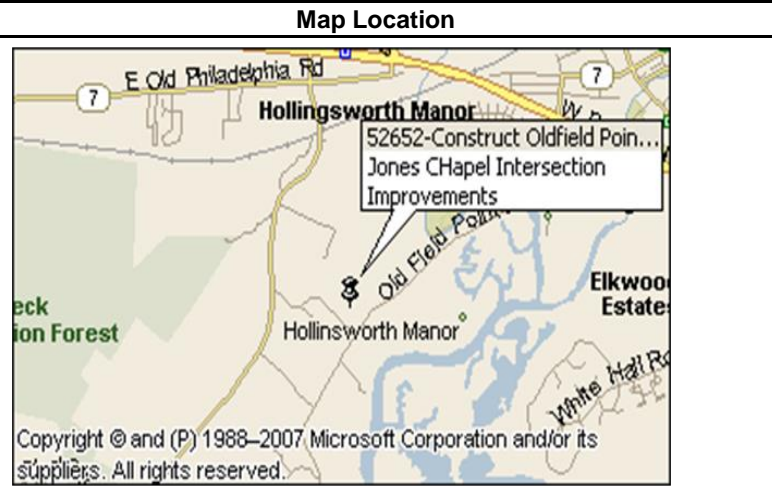 Map Location
E Old Philadelphia Rd
7
7
Hollingsworth Manor
52652-Construct Oldfield Poin...
Jones CHapel Intersection
Improvements
Old Field
Elkwoo
Estate
eck
ion Forest
Hollinsworth Manor
White Hall Rd
Copyright © and (P) 1988–2007 Microsoft Corporation and/or its
suppliers. All rights reserved.